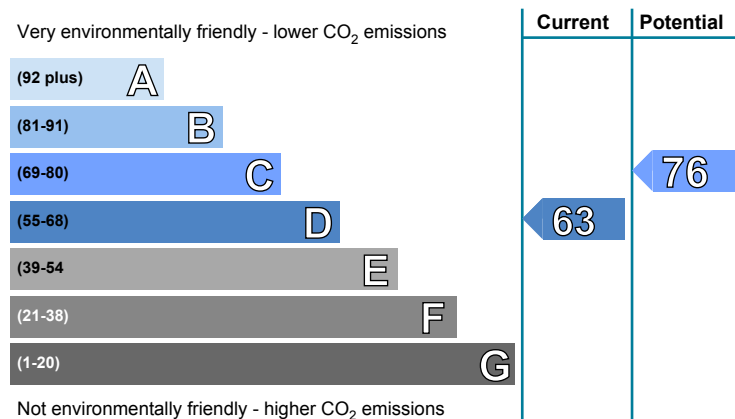 Current Potential
Very environmentally friendly - lower CO2 emissions
(92 plus) A
(81-91) B
(69-80) C 76
(55-68) D 63
(39-54 E
(21-38) F
(1-20) G
Not environmentally friendly - higher CO2 emissions